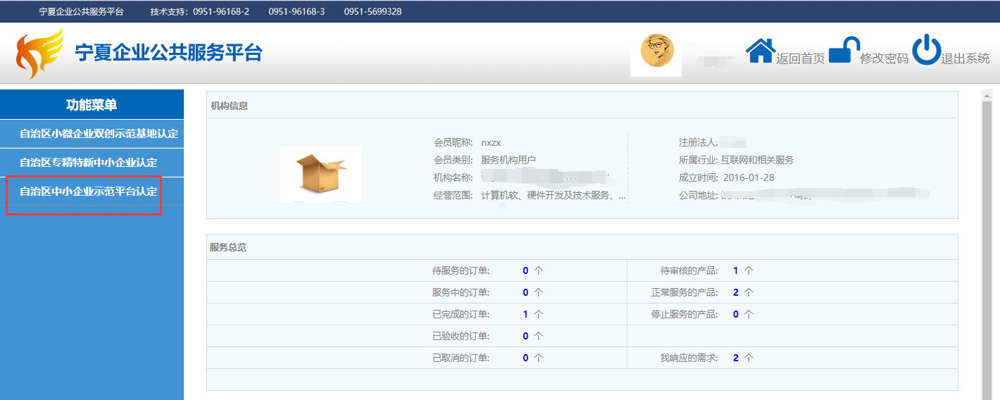 宁夏企业公共服务平台 技术支持：0951-96168-2 0951-96168-3 0951-5699328
宁夏企业公共服务平台 返回首页 修改密码 退出系统
功能菜单
自治区小微企业双创示范基地认定
自治区专精特新中小企业认定
自治区中小企业示范平台认定
机构信息
会员昵称: nxzx 注册法人:
会员类别: 服务机构用户 所属行业: 互联网和相关服务
机构名称: 成立时间: 2016-01-28
经营范围: 计算机软、硬件开发及技术服务、... 公司地址:
服务总览
待服务的订单: 0 个 待审核的产品: 1 个
服务中的订单: 0 个 正常服务的产品: 2 个
已完成的订单: 1 个 停止服务的产品: 0 个
已验收的订单: 0 个
已取消的订单: 0 个 我响应的需求: 2 个